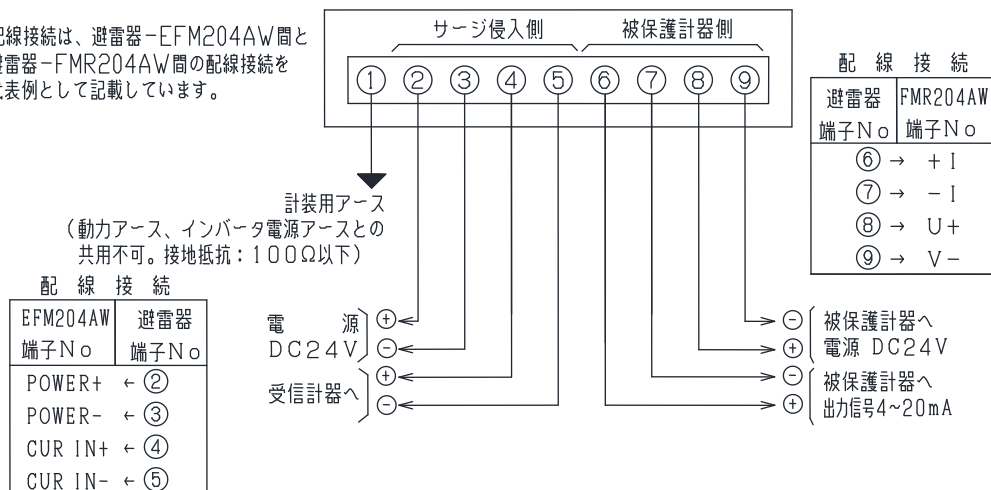 配線接続は、避雷器-EFM204AW間と
避雷器-FMR204AW間の配線接続を
代表例として記載しています。
サージ侵入側 被保護計器側
① ② ③ ④ ⑤ ⑥ ⑦ ⑧ ⑨
計装用アース
(動力アース、インバータ電源アースとの
共用不可。接地抵抗:100Ω以下)
配線接続
避雷器 FMR204AW
端子No 端子No
⑥ → +I
⑦ → -I
⑧ → U+
⑨ → V-
配線接続
EFM204AW 避雷器
端子No 端子No
POWER+ ← ②
POWER- ← ③
CUR IN+ ← ④
CUR IN- ← ⑤
電源 ⊕
DC24V ⊖
受信計器へ ⊕
⊖
⊖ 被保護計器へ
⊕ 電源 DC24V
⊖ 被保護計器へ
⊕ 出力信号4~20mA